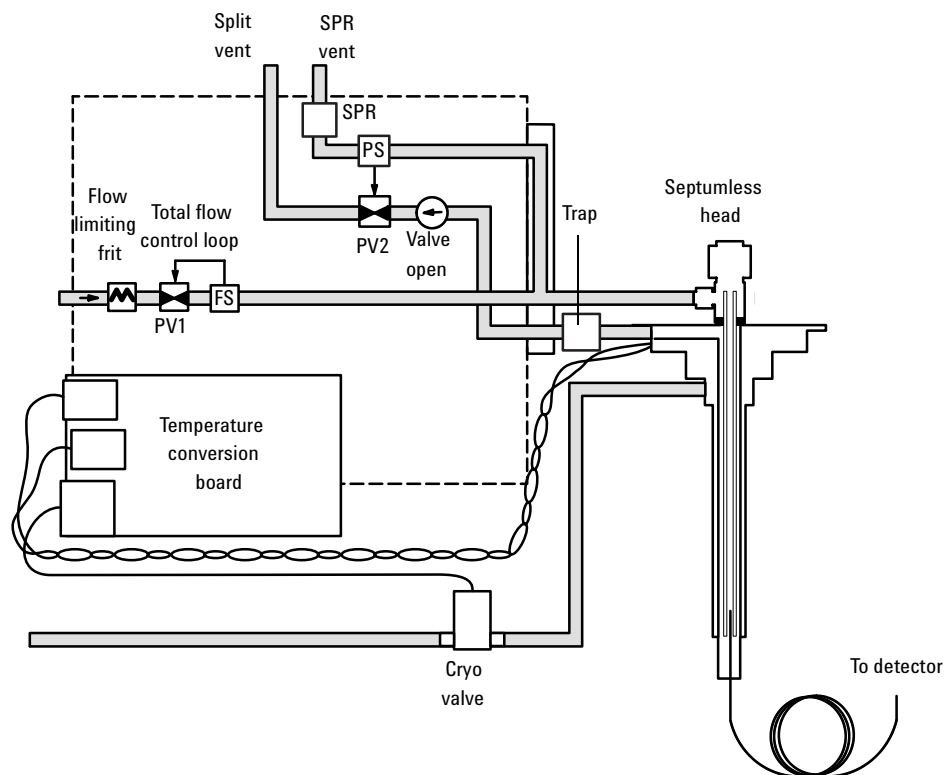 Split
vent
SPR
vent
SPR
PS
Flow
limiting
frit
Total flow
control loop
PV2
Valve
open
Trap
Septumless
head
FS
PV1
Temperature
conversion
board
Cryo
valve
To detector